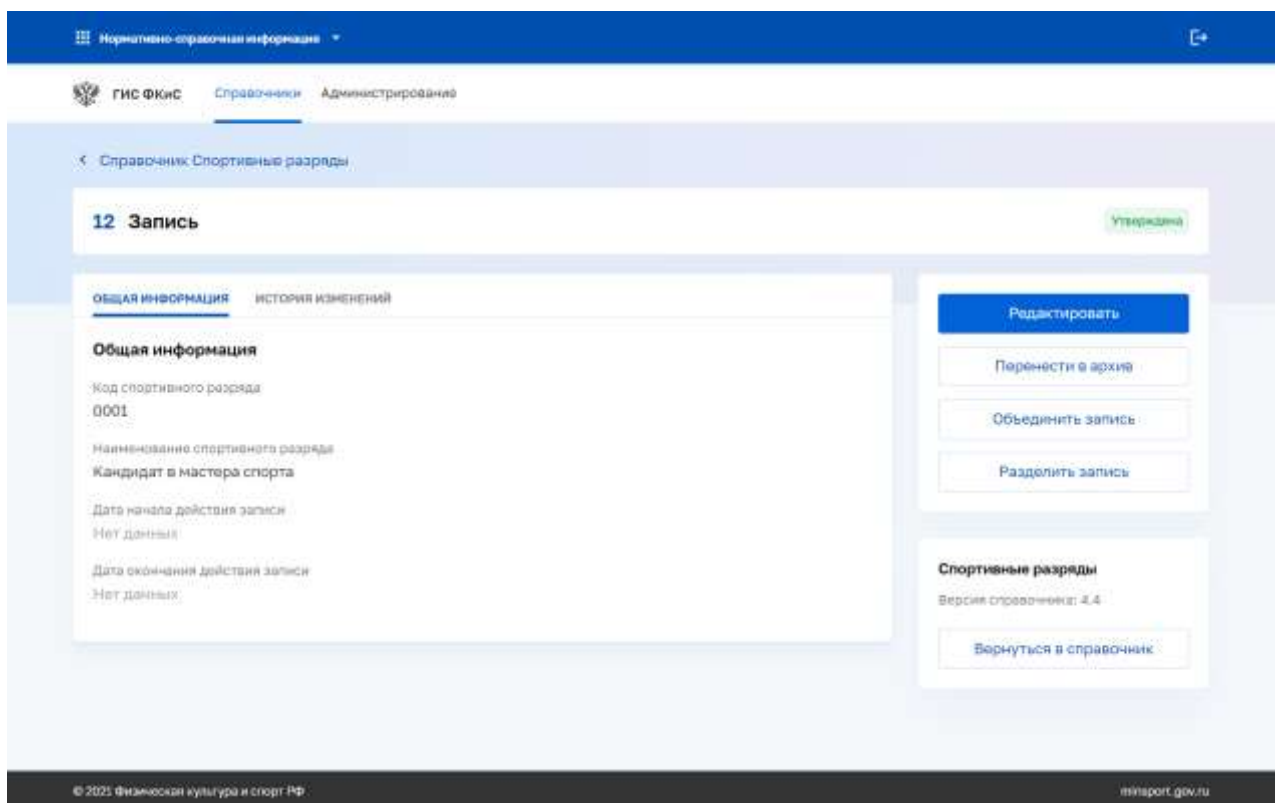 Нормативно-справочная информация
ГИС ФКиС Справочники Администрирование
Справочник Спортивные разряды
12 Запись
Утверждена
ОБЩАЯ ИНФОРМАЦИЯ ИСТОРИЯ ИЗМЕНЕНИЙ
Общая информация
Код спортивного разряда
0001
Наименование спортивного разряда
Кандидат в мастера спорта
Дата начала действия записи
Нет данных
Дата окончания действия записи
Нет данных
Редактировать
Перенести в архив
Объединить запись
Разделить запись
Спортивные разряды
Версия справочника: 4.4
Вернуться в справочник
© 2021 Физическая культура и спорт РФ
minsport.gov.ru